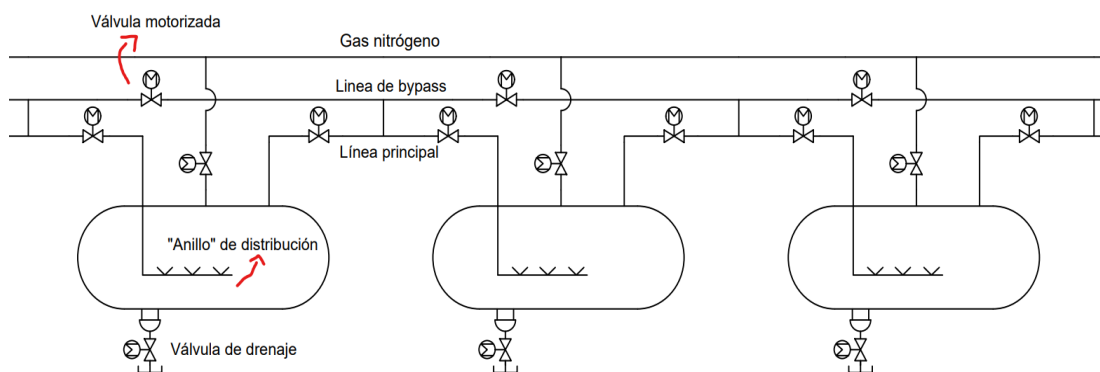 Válvula motorizada
Gas nitrógeno
Linea de bypass
M
M
M
M
M
M
M
M
M
Línea principal
M
M
M
"Anillo" de distribución
M
M
M
Válvula de drenaje